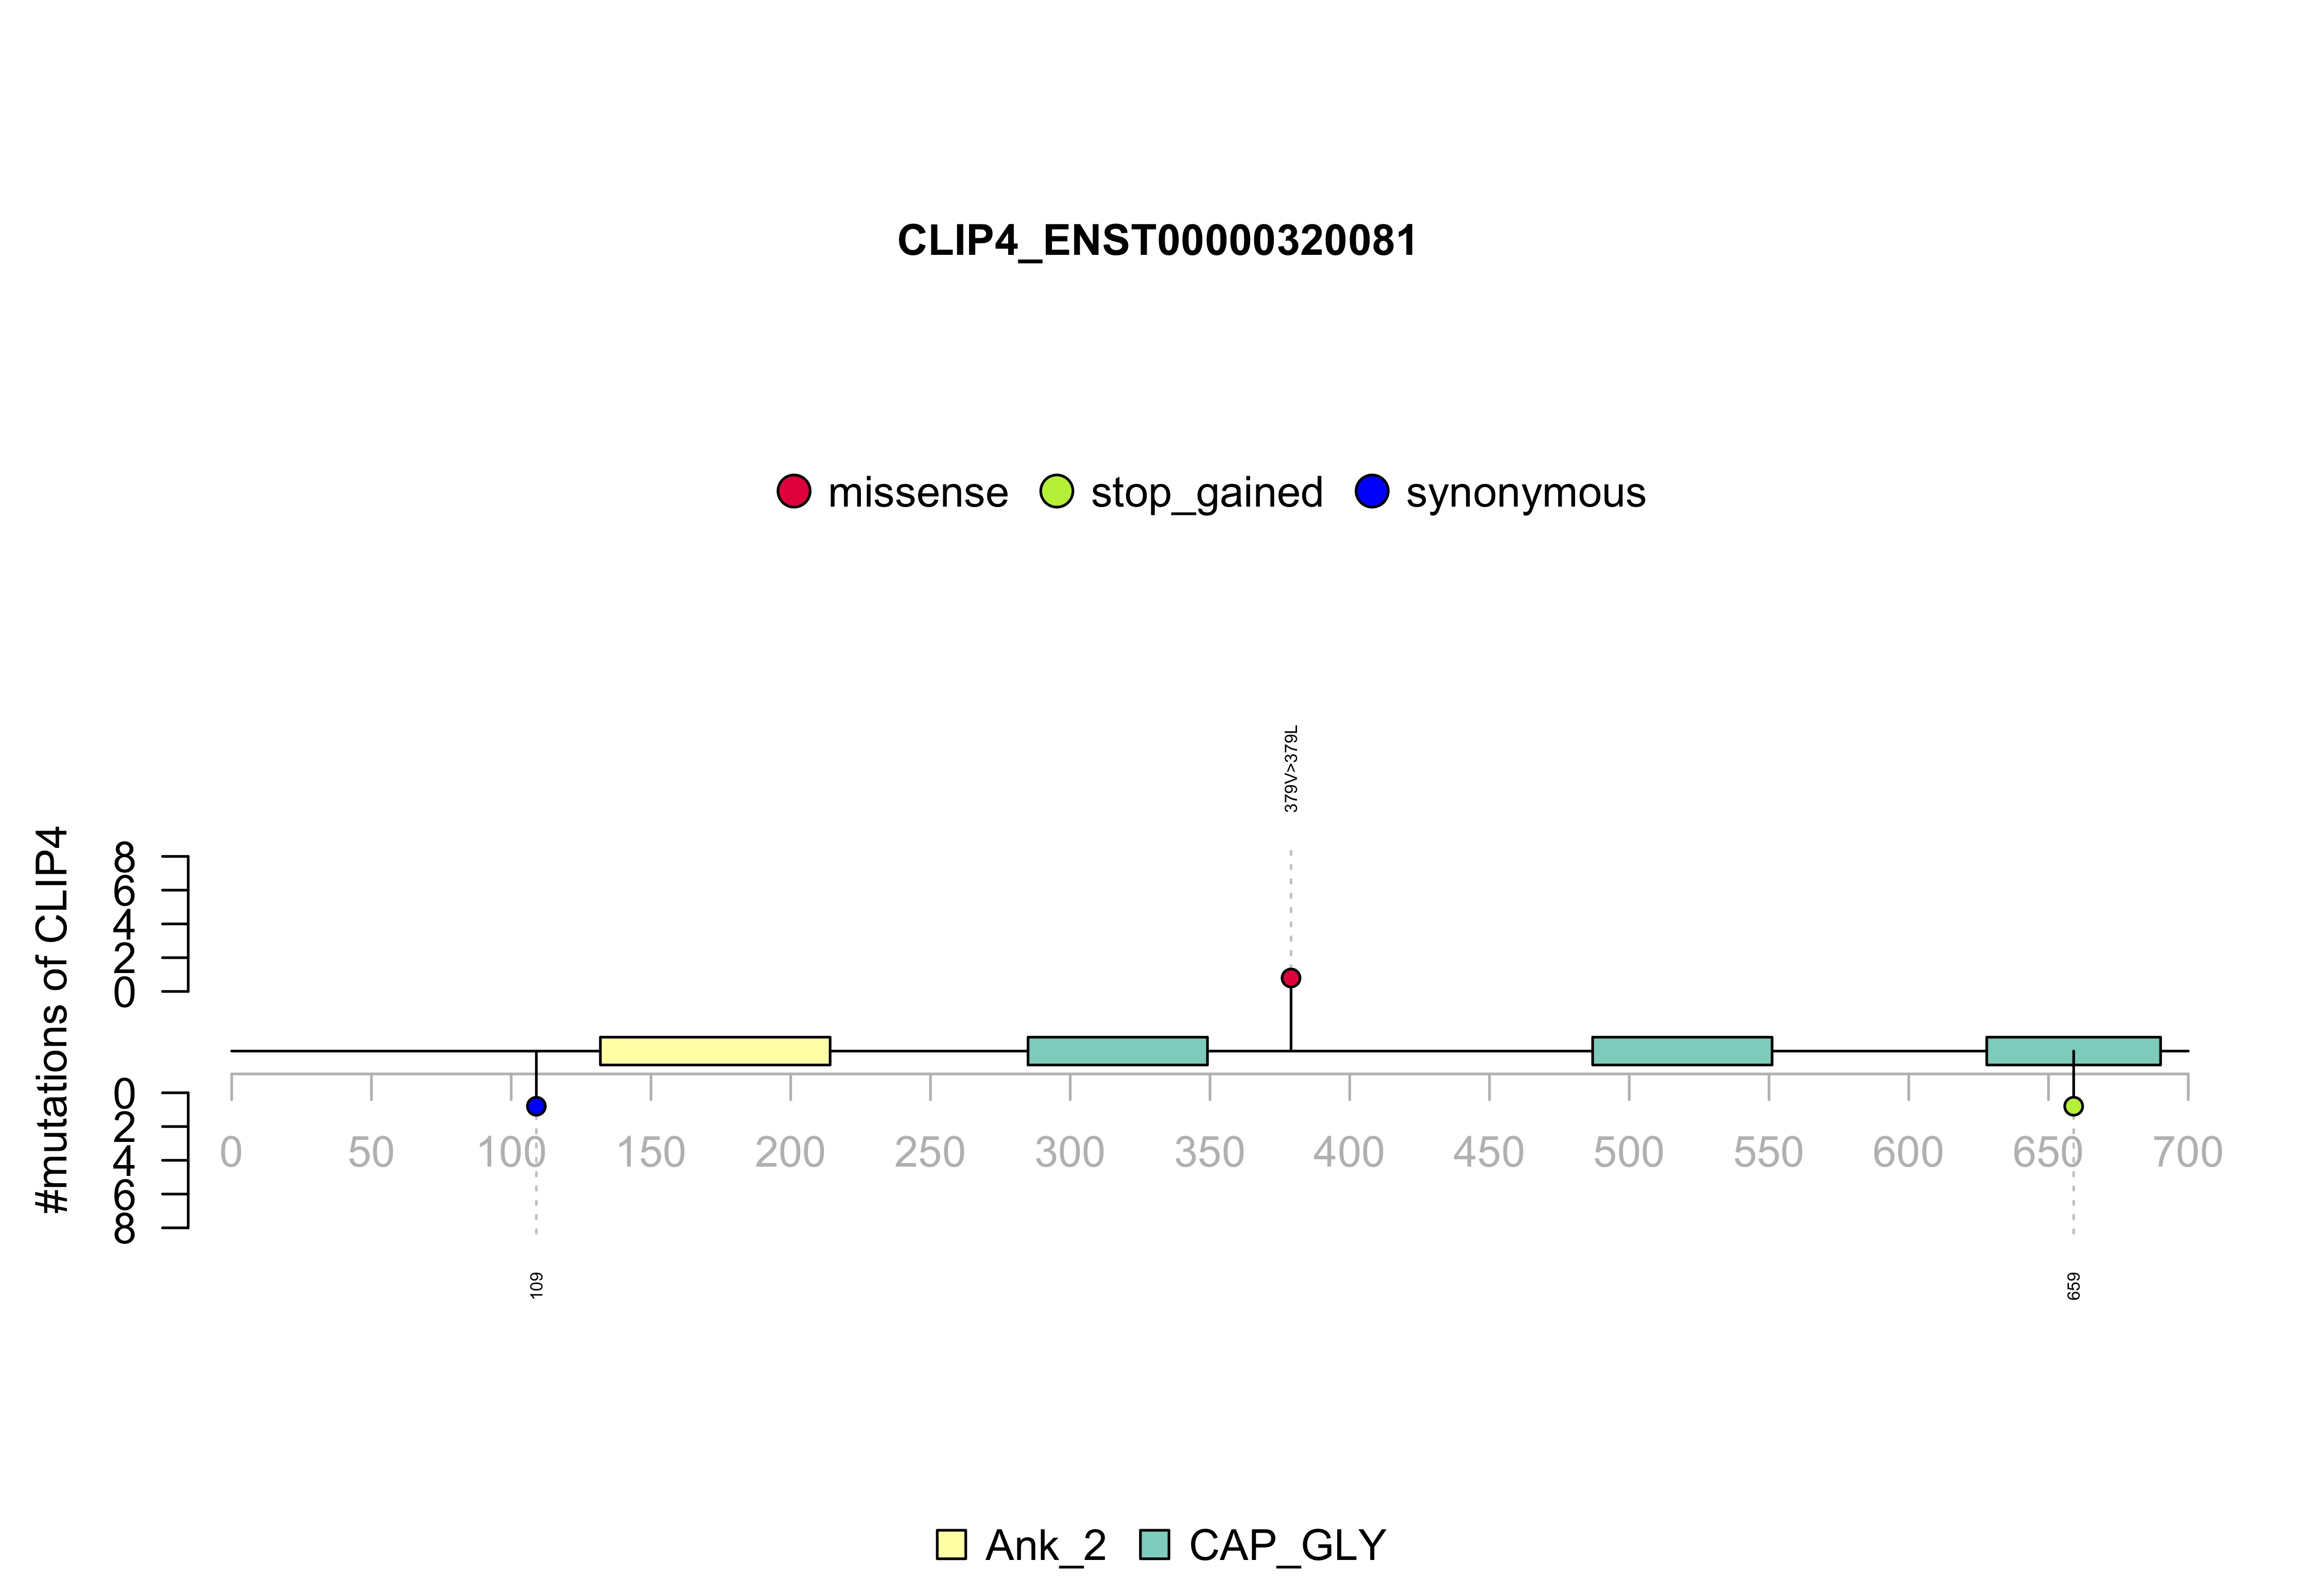 CLIP4_ENST00000320081
missense stop_gained synonymous
379V>379L
#mutations of CLIP4
8
6
4
2
0
0
2
4
6
8
0 50 100 150 200 250 300 350 400 450 500 550 600 650 700
109 659
Ank_2 CAP_GLY